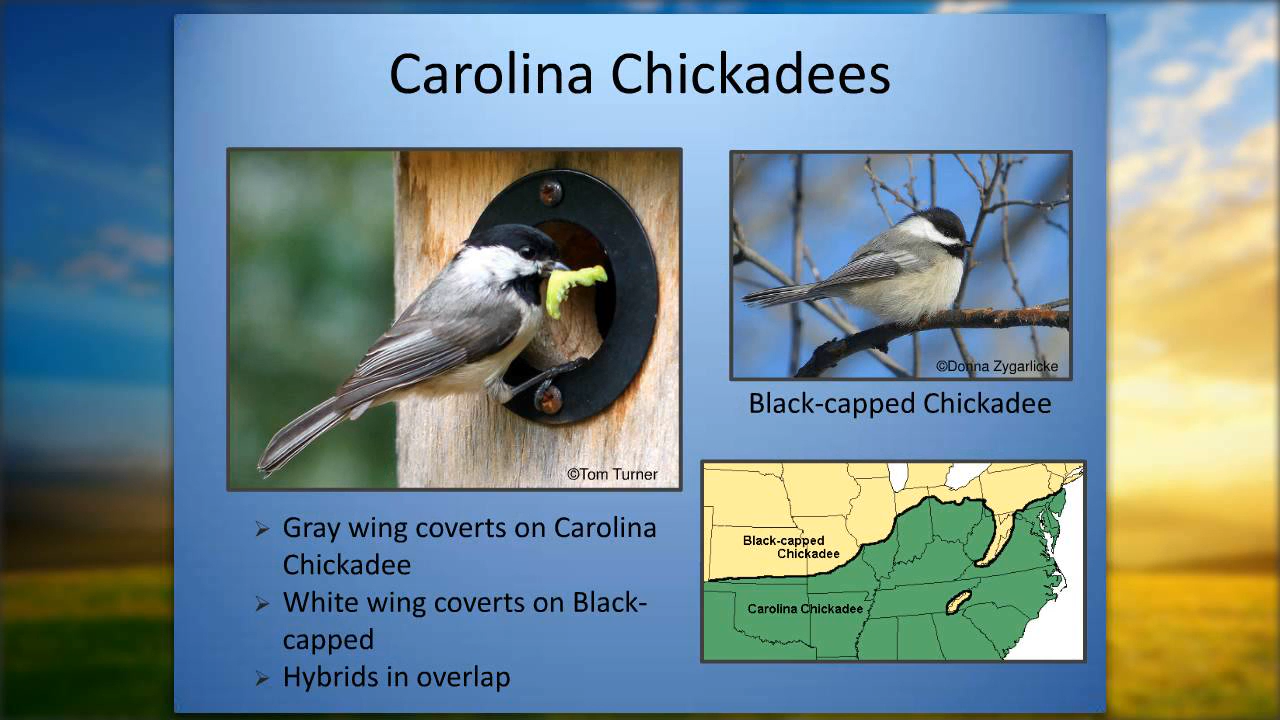 Carolina Chickadees
©Tom Turner
©Donna Zygarlicke
Black-capped Chickadee
➢ Gray wing coverts on Carolina
Chickadee
➢ White wing coverts on Black-
capped
➢ Hybrids in overlap
Black-capped
Chickadee
Carolina Chickadee